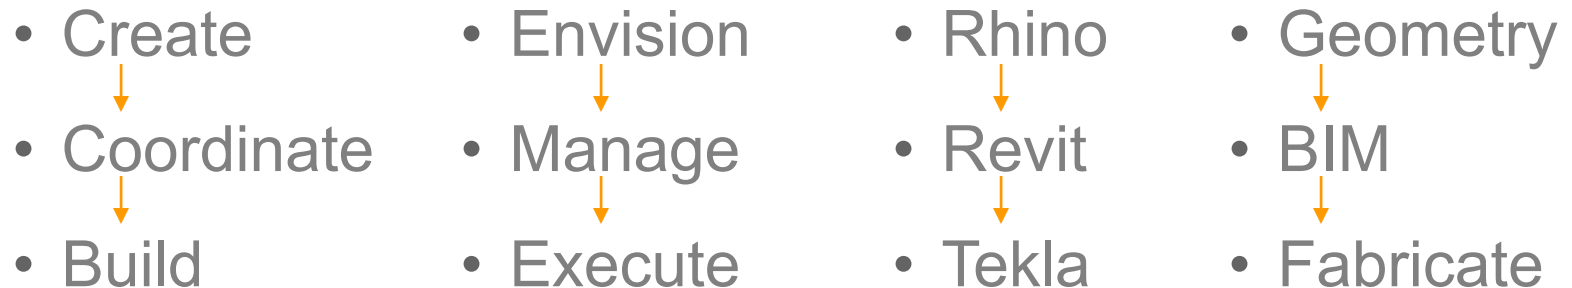 • Create
• Coordinate
• Build
• Envision
• Manage
• Execute
• Rhino
• Revit
• Tekla
• Geometry
• BIM
• Fabricate